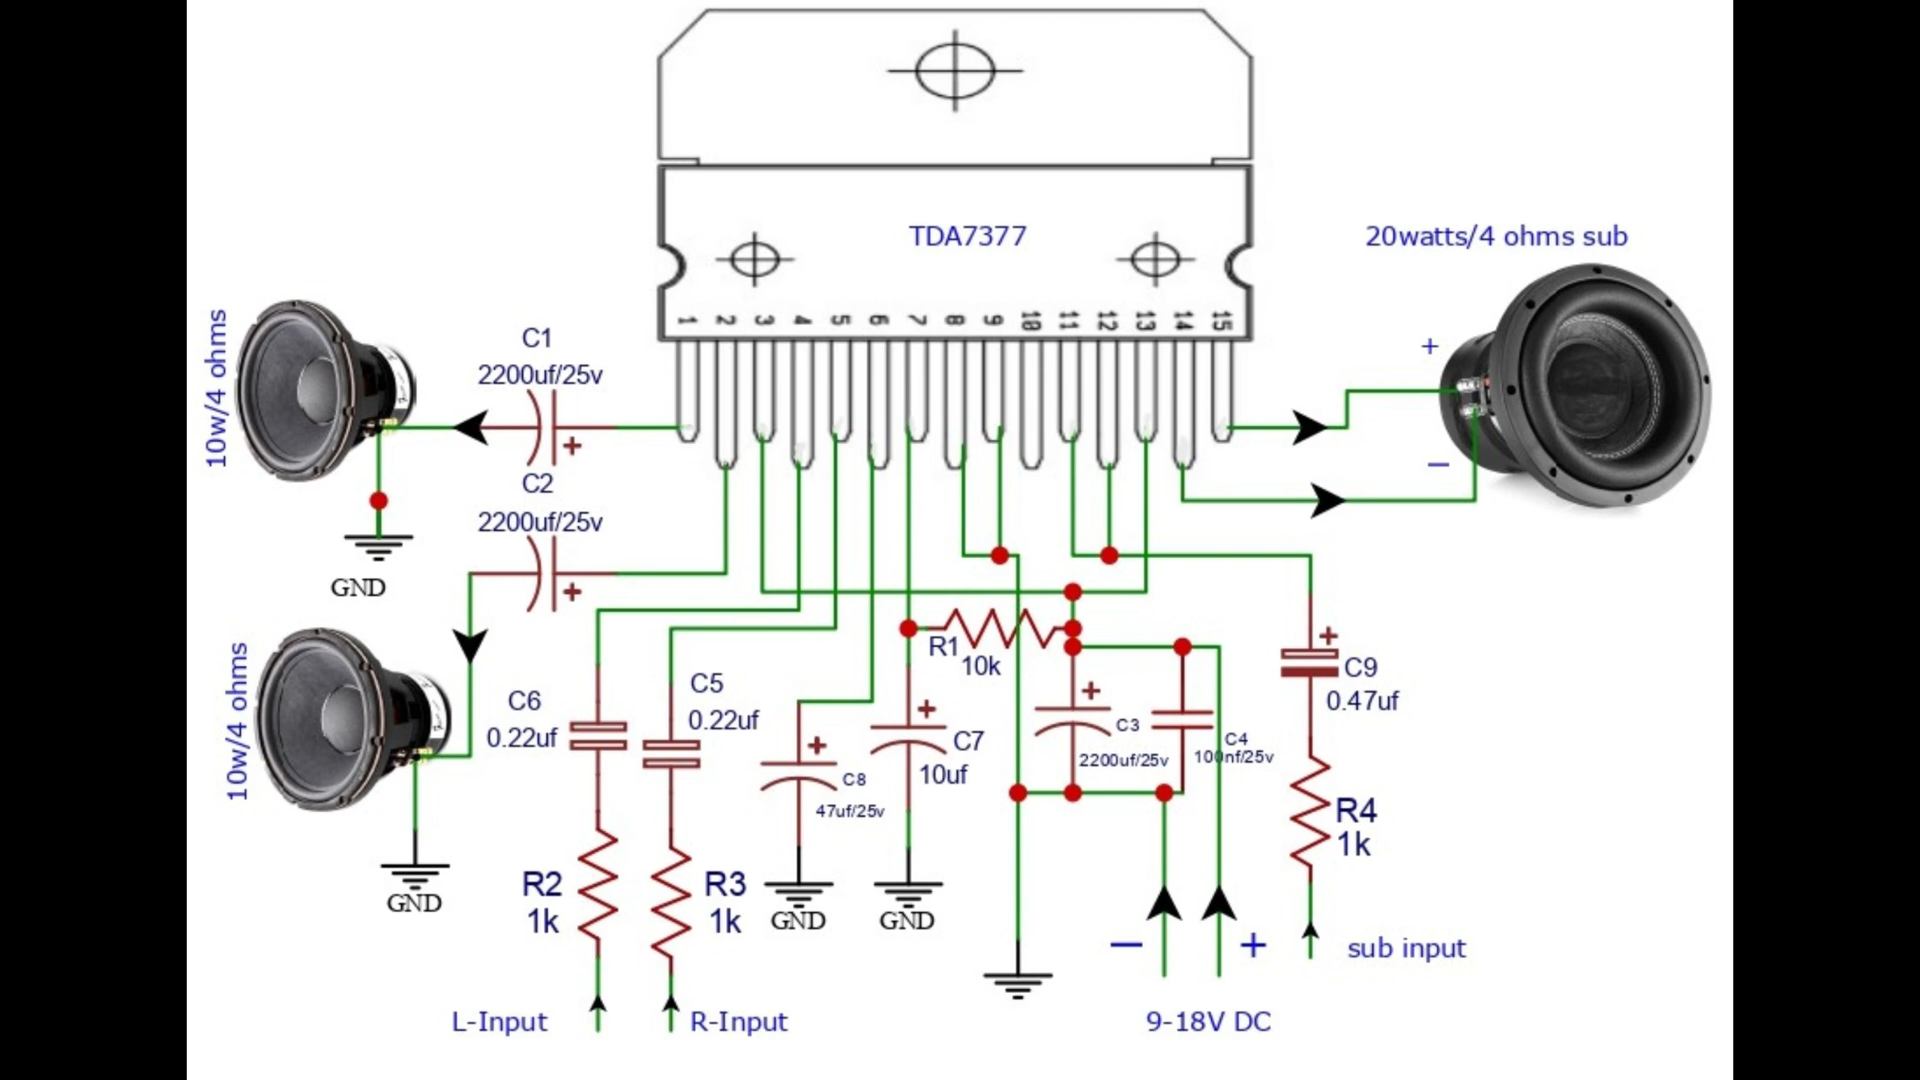 TDA7377
1 2 3 4 5 6 7 8 9 10 11 12 13 14 15
20watts/4 ohms sub
+
−
10w/4 ohms
C1
2200uf/25v
+
C2
2200uf/25v
+
GND
10w/4 ohms
GND
C6
0.22uf
C5
0.22uf
R1
10k
+
C8
47uf/25v
+
C7
10uf
+
C3
2200uf/25v
C4
100nf/25v
+
C9
0.47uf
R4
1k
R2
1k
R3
1k
GND
GND
− +
sub input
L-Input
R-Input
9-18V DC